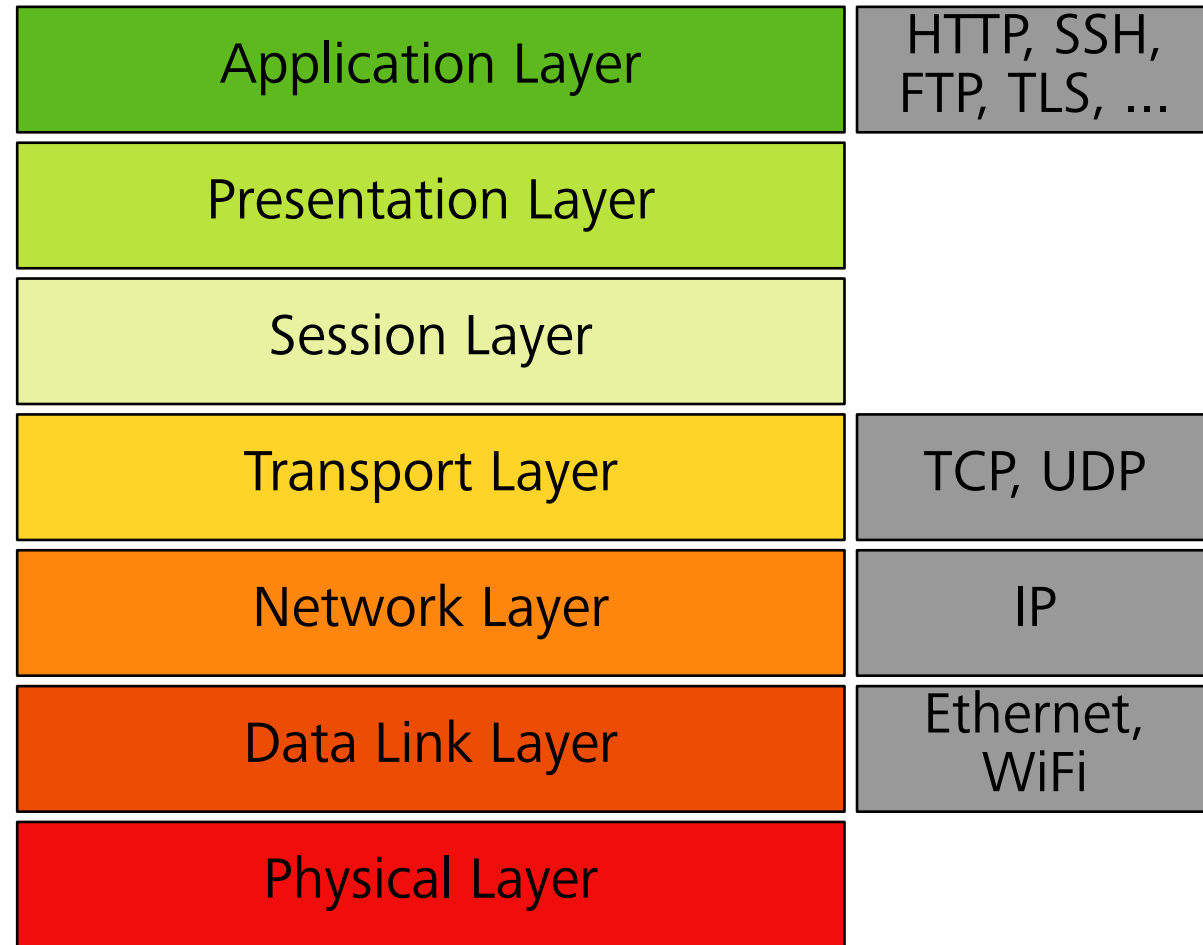 Application Layer
HTTP, SSH,
FTP, TLS, ...
Presentation Layer
Session Layer
Transport Layer
TCP, UDP
Network Layer
IP
Data Link Layer
Ethernet,
WiFi
Physical Layer